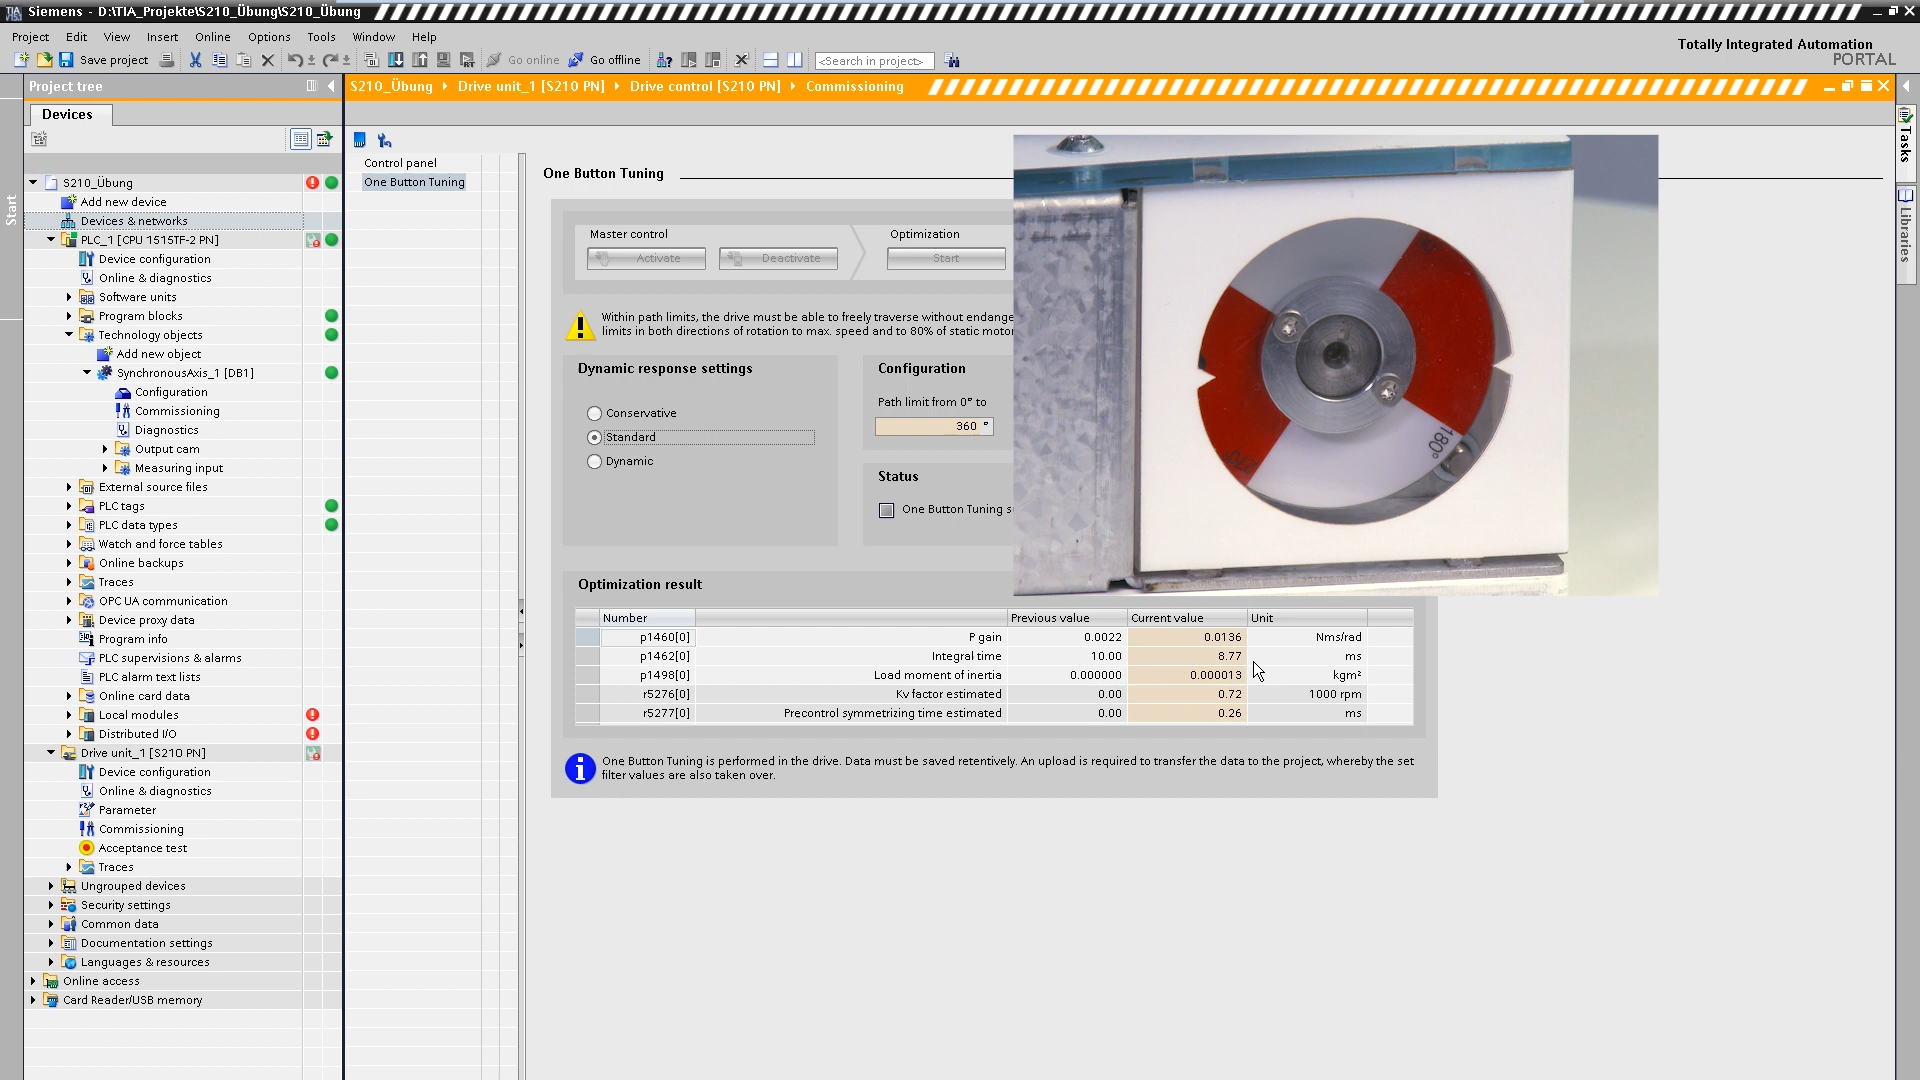 Siemens - D:\TIA_Projekte\S210_Übung\S210_Übung
Project Edit View Insert Online Options Tools Window Help
Totally Integrated Automation
PORTAL
Save project
Go online
Go offline
<Search in project>
Project tree
S210_Übung
Drive unit_1 [S210 PN]
Drive control [S210 PN]
Commissioning
Devices
Start
Tasks
Libraries
S210_Übung
Add new device
Devices & networks
PLC_1 [CPU 1515TF-2 PN]
Device configuration
Online & diagnostics
Software units
Program blocks
Technology objects
Add new object
SynchronousAxis_1 [DB1]
Configuration
Commissioning
Diagnostics
Output cam
Measuring input
External source files
PLC tags
PLC data types
Watch and force tables
Online backups
Traces
OPC UA communication
Device proxy data
Program info
PLC supervisions & alarms
PLC alarm text lists
Online card data
Local modules
Distributed I/O
Drive unit_1 [S210 PN]
Device configuration
Online & diagnostics
Parameter
Commissioning
Acceptance test
Traces
Ungrouped devices
Security settings
Common data
Documentation settings
Languages & resources
Online access
Card Reader/USB memory
Control panel
One Button Tuning
One Button Tuning
Master control
Activate
Deactivate
Optimization
Start
Within path limits, the drive must be able to freely traverse without
limits in both directions of rotation to max. speed and to 80% of static
Dynamic response settings
Conservative
Standard
Dynamic
Configuration
Path limit from 0° to
360 °
Status
One Button Tuning
180°
Optimization result
Number Previous value Current value Unit
p1460[0] P gain 0.0022 0.0136 Nms/rad
p1462[0] Integral time 10.00 8.77 ms
p1498[0] Load moment of inertia 0.000000 0.000013 kgm²
r5276[0] Kv factor estimated 0.00 0.72 1000 rpm
r5277[0] Precontrol symmetrizing time estimated 0.00 0.26 ms
One Button Tuning is performed in the drive. Data must be saved retentively. An upload is required to transfer the data to the project, whereby the set
filter values are also taken over.